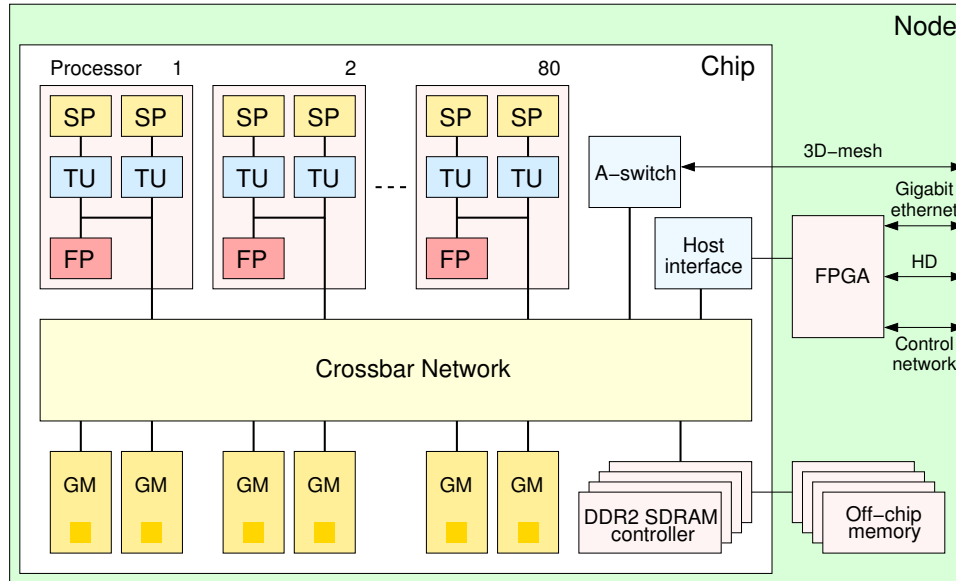 Node
Chip
Processor 1 2 80
SP SP SP SP SP SP
TU TU TU TU TU TU
FP FP FP
A-switch
3D-mesh
Gigabit
ethernet
Host
interface
FPGA
HD
Control
network
Crossbar Network
GM GM GM GM GM GM
DDR2 SDRAM
controller
Off-chip
memory